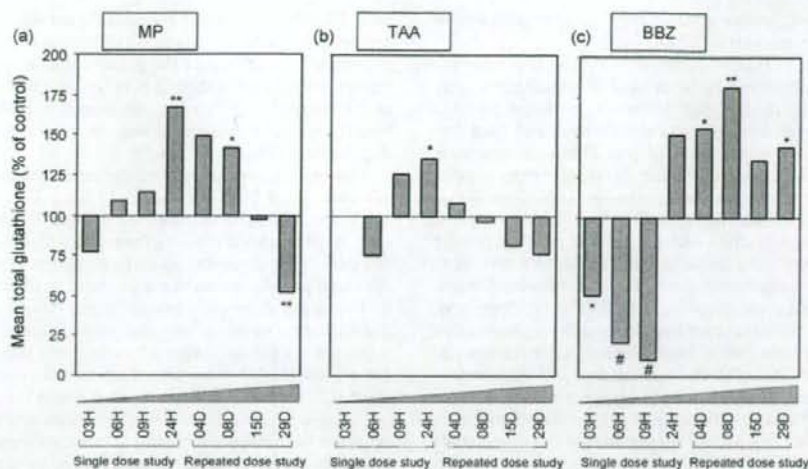 (a) MP
(b) TAA
(c) BBZ
Mean total glutathione (% of control)
200
175
150
125
100
75
50
25
0
** * **
*
* # # * ** *
03H 06H 09H 24H 04D 08D 15D 29D
03H 06H 09H 24H 04D 08D 15D 29D
03H 06H 09H 24H 04D 08D 15D 29D
Single dose study Repeated dose study
Single dose study Repeated dose study
Single dose study Repeated dose study